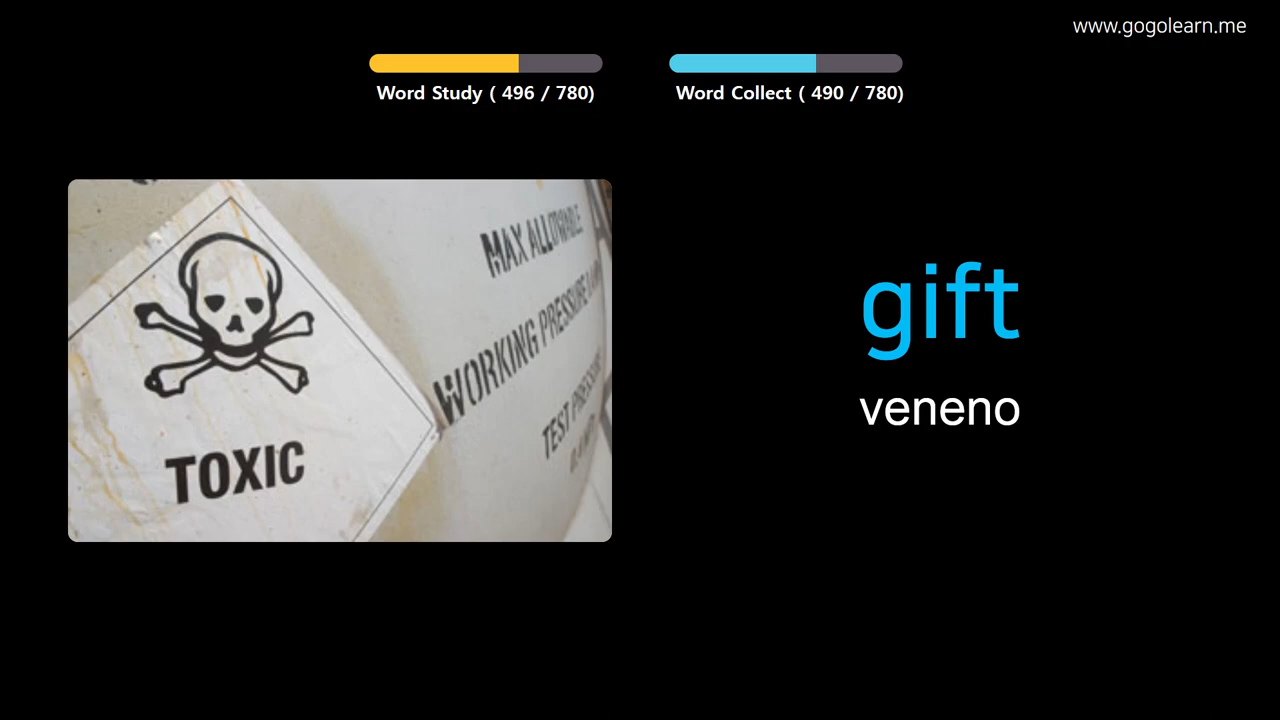 www.gogolearn.me
Word Study ( 496 / 780)
Word Collect ( 490 / 780)
MAX ALLOWABLE
WORKING PRESSURE
TEST PRESSURE
TOXIC
gift
veneno